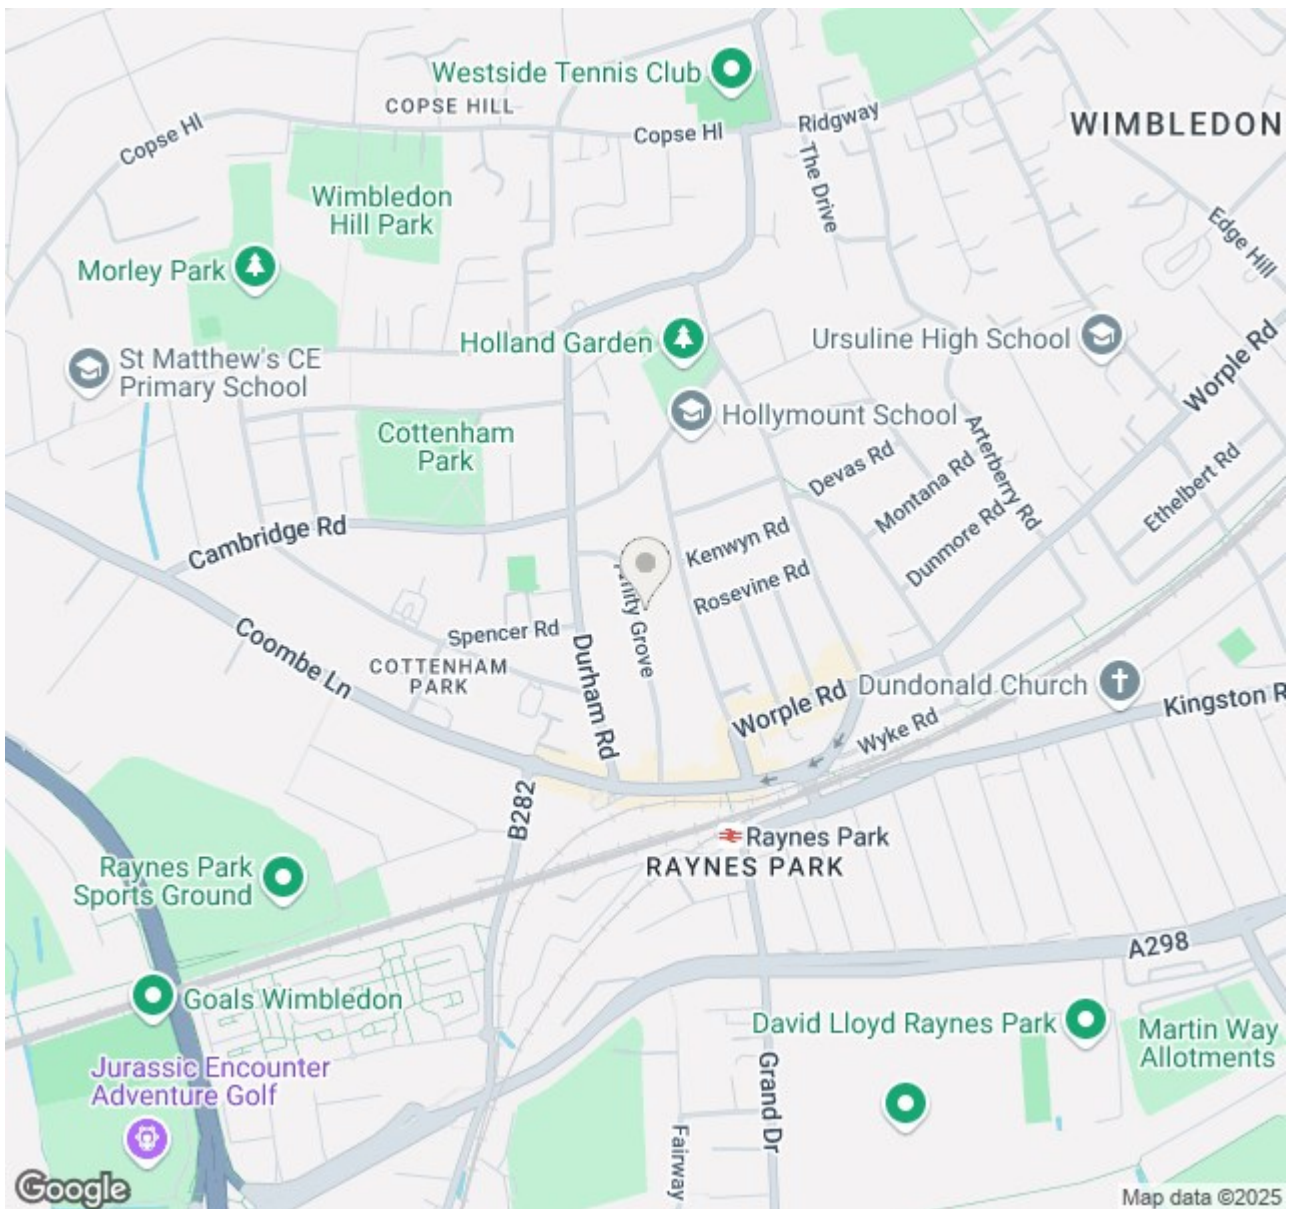 Westside Tennis Club
COPSE HILL
Copse Hl
Copse Hl
Ridgway
WIMBLEDON
The Drive
Wimbledon
Hill Park
Edge Hill
Morley Park
Holland Garden
Ursuline High School
Worple Rd
St Matthew's CE
Primary School
Hollymount School
Cottenham
Park
Arterberry Rd
Devas Rd
Montana Rd
Ethelbert Rd
Dunmore Rd
Cambridge Rd
Kenwyn Rd
Rosevine Rd
Grove
Spencer Rd
Coombe Ln
COTTENHAM
PARK
Durham Rd
Worple Rd
Dundonald Church
Kingston R
Wyke Rd
B282
Raynes Park
RAYNES PARK
Raynes Park
Sports Ground
A298
Goals Wimbledon
David Lloyd Raynes Park
Martin Way
Allotments
Jurassic Encounter
Adventure Golf
Grand Dr
Fairway
Google
Map data ©2025